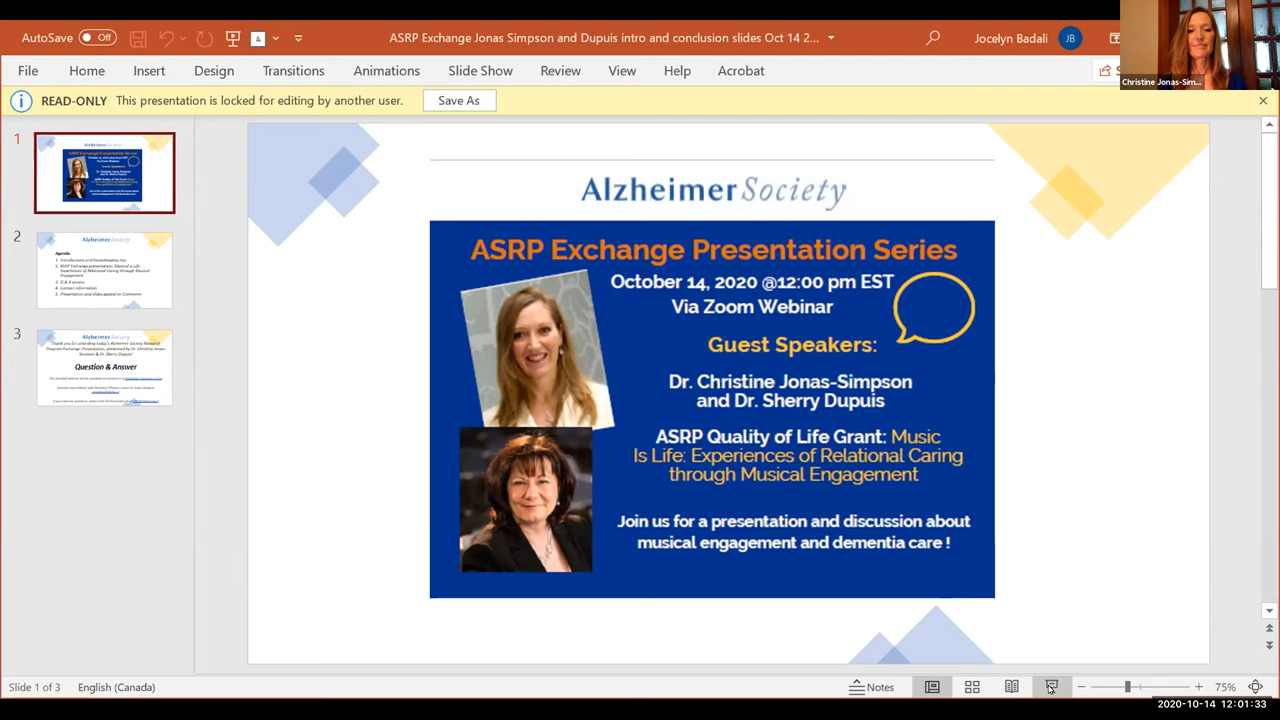 AutoSave Off
ASRP Exchange Jonas Simpson and Dupuis intro and conclusion slides Oct 14 2...
Jocelyn Badali JB
Christine Jonas-Sim...
File Home Insert Design Transitions Animations Slide Show Review View Help Acrobat
READ-ONLY This presentation is locked for editing by another user. Save As
1
2
3
Alzheimer Society
Agenda:
Question & Answer
Alzheimer Society
ASRP Exchange Presentation Series
October 14, 2020 @12:00 pm EST
Via Zoom Webinar
Guest Speakers:
Dr. Christine Jonas-Simpson
and Dr. Sherry Dupuis
ASRP Quality of Life Grant: Music
Is Life: Experiences of Relational Caring
through Musical Engagement
Join us for a presentation and discussion about
musical engagement and dementia care !
Slide 1 of 3 English (Canada) Notes 75%
2020-10-14 12:01:33